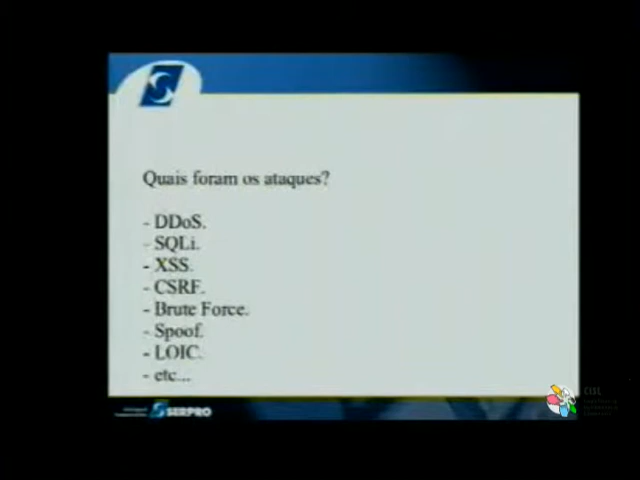 Quais foram os ataques?
- DDoS.
- SQLi.
- XSS.
- CSRF.
- Brute Force.
- Spoof.
- LOIC.
- etc...
SERPRO